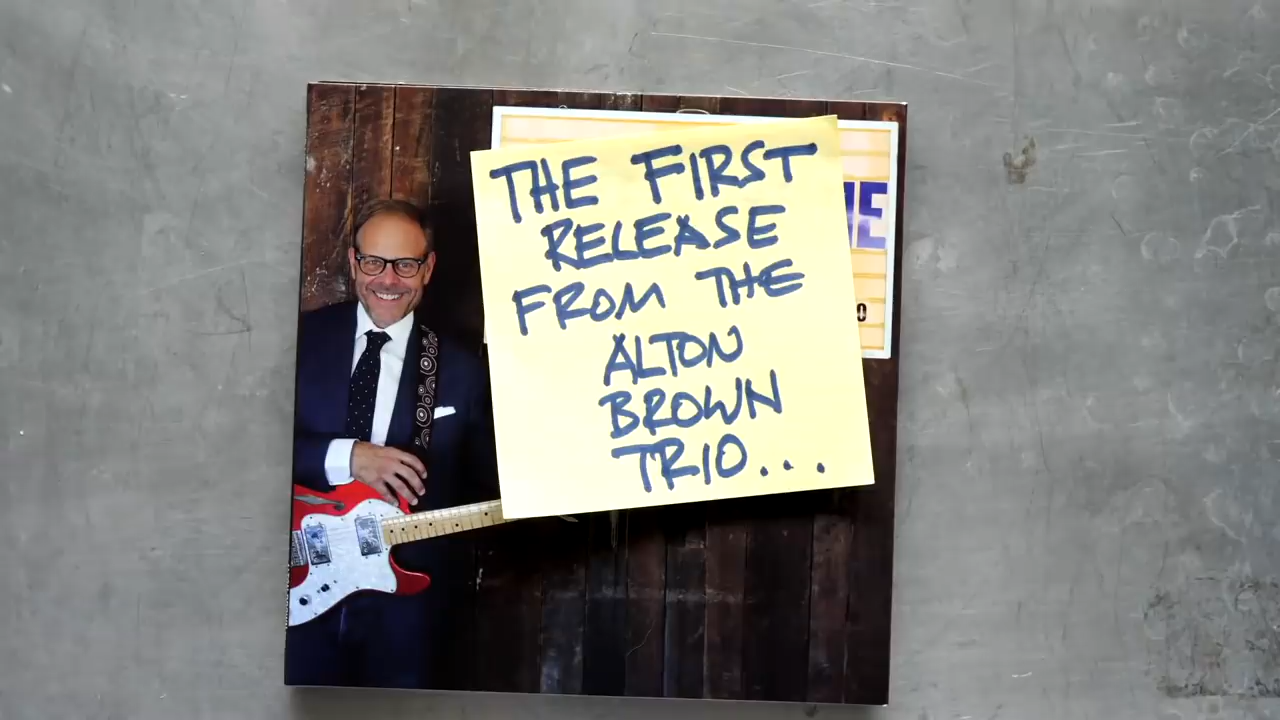 THE FIRST
RELEASE
FROM THE
ALTON
BROWN
TRIO...